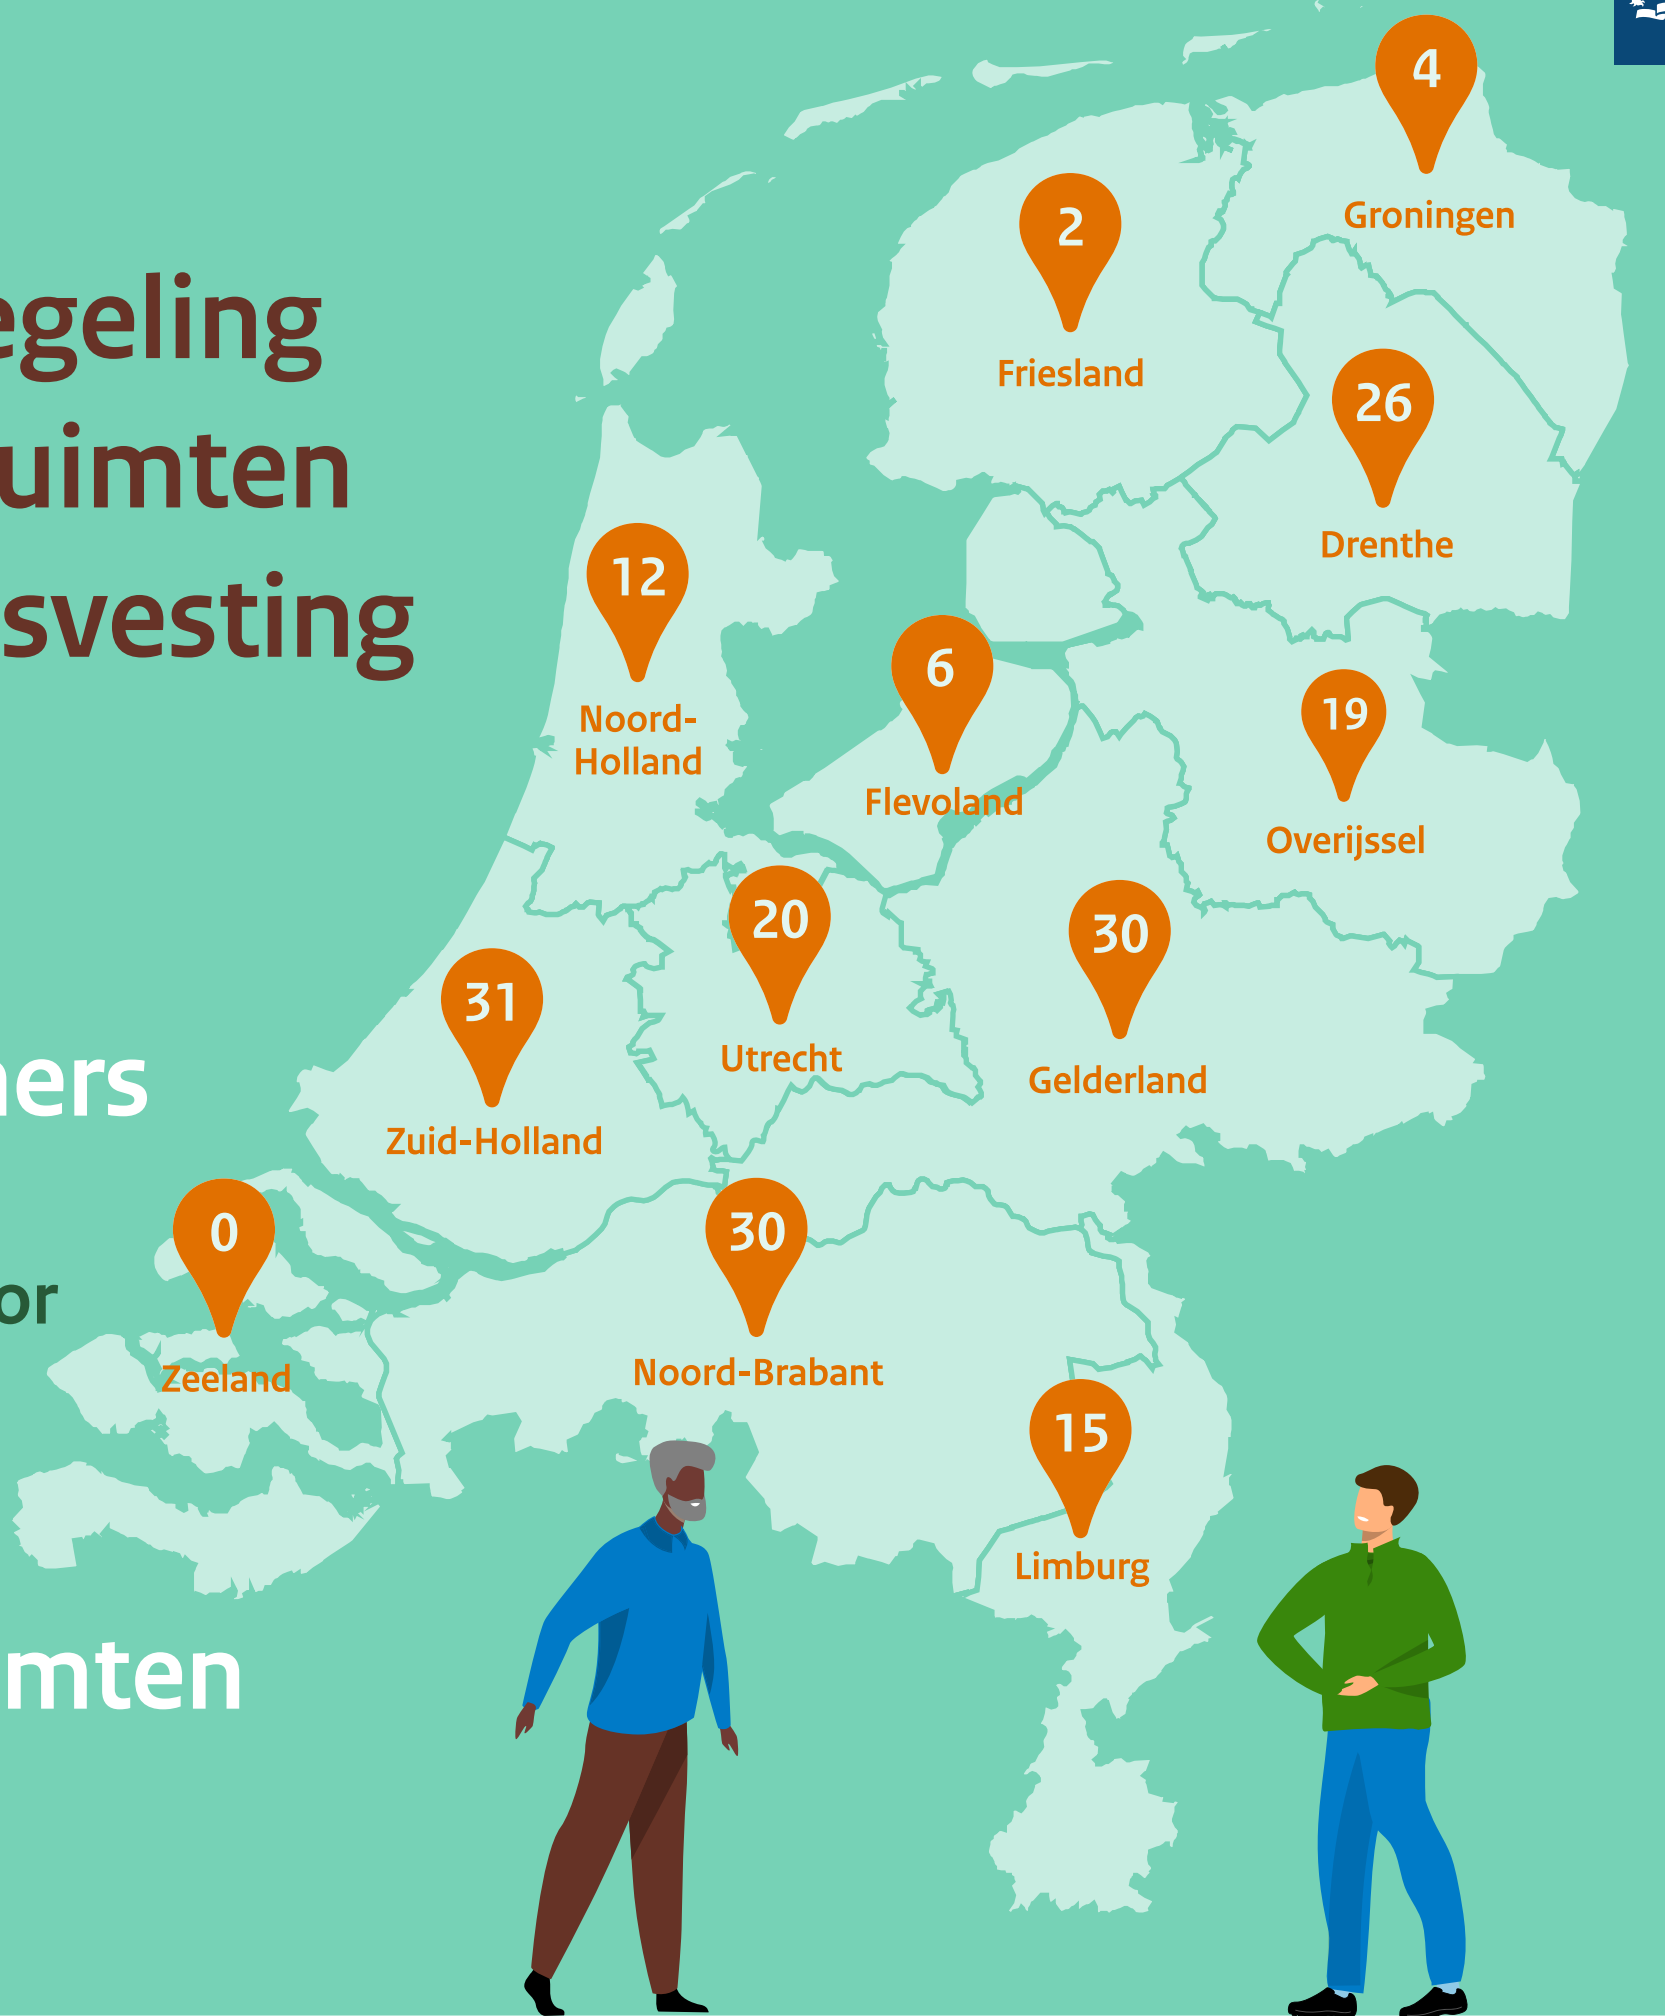 egeling
uimten
svesting
ners
or
mten
4
Groningen
2
Friesland
26
Drenthe
12
Noord-
Holland
6
Flevoland
19
Overijssel
20
Utrecht
30
Gelderland
31
Zuid-Holland
0
Zeeland
30
Noord-Brabant
15
Limburg